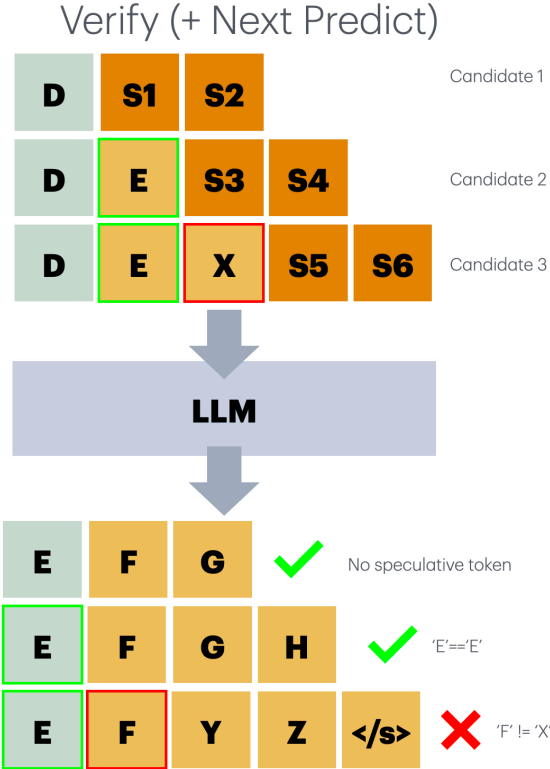 Verify (+ Next Predict)
D S1 S2 Candidate 1
D E S3 S4 Candidate 2
D E X S5 S6 Candidate 3
LLM
E F G No speculative token
E F G H 'E'=='E'
E F Y Z </s> 'F' != 'X'